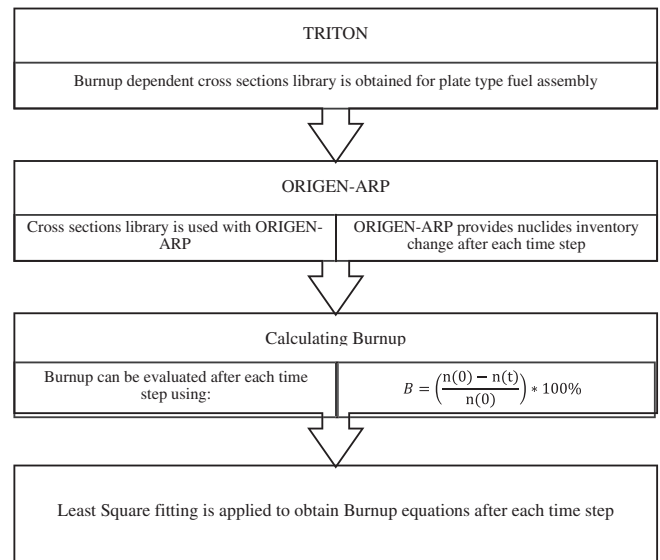 TRITON
Burnup dependent cross sections library is obtained for plate type fuel assembly
ORIGEN-ARP
Cross sections library is used with ORIGEN-
ARP
ORIGEN-ARP provides nuclides inventory
change after each time step
Calculating Burnup
Burnup can be evaluated after each time
step using:
B = (n(0) − n(t) / n(0)) * 100%
Least Square fitting is applied to obtain Burnup equations after each time step